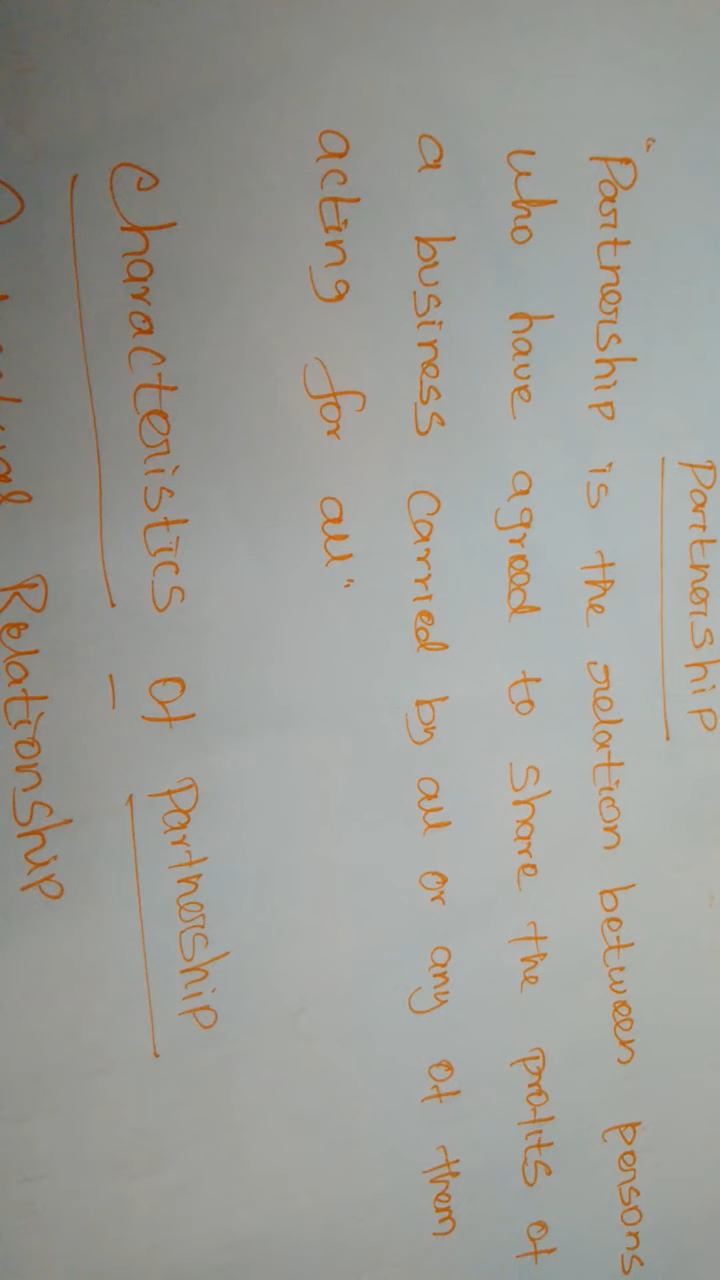 Partnership
"Partnership is the relation between persons
who have agreed to share the profits of
a business carried by all or any of them
acting for all"
Characteristics of Partnership
Relationship